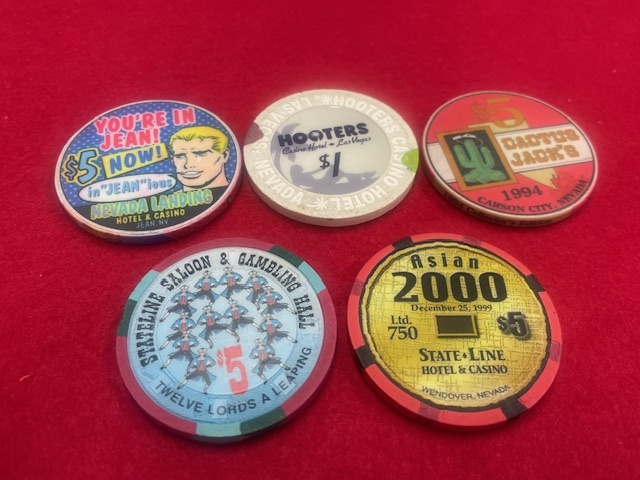 YOU'RE IN
JEAN!
$5 NOW!
in "JEAN"ious
NEVADA LANDING
HOTEL & CASINO
JEAN, NV
HOOTERS CASINO HOTEL
LAS VEGAS, NEVADA
HOOTERS
Casino Hotel Las Vegas
$1
$5
CACTUS
JACK'S
1994
CARSON CITY, NEVADA
STATELINE SALOON & GAMBLING HALL
$5
TWELVE LORDS A LEAPING
Asian
2000
December 25, 1999
Ltd.
750
$5
STATE LINE
HOTEL & CASINO
WENDOVER, NEVADA